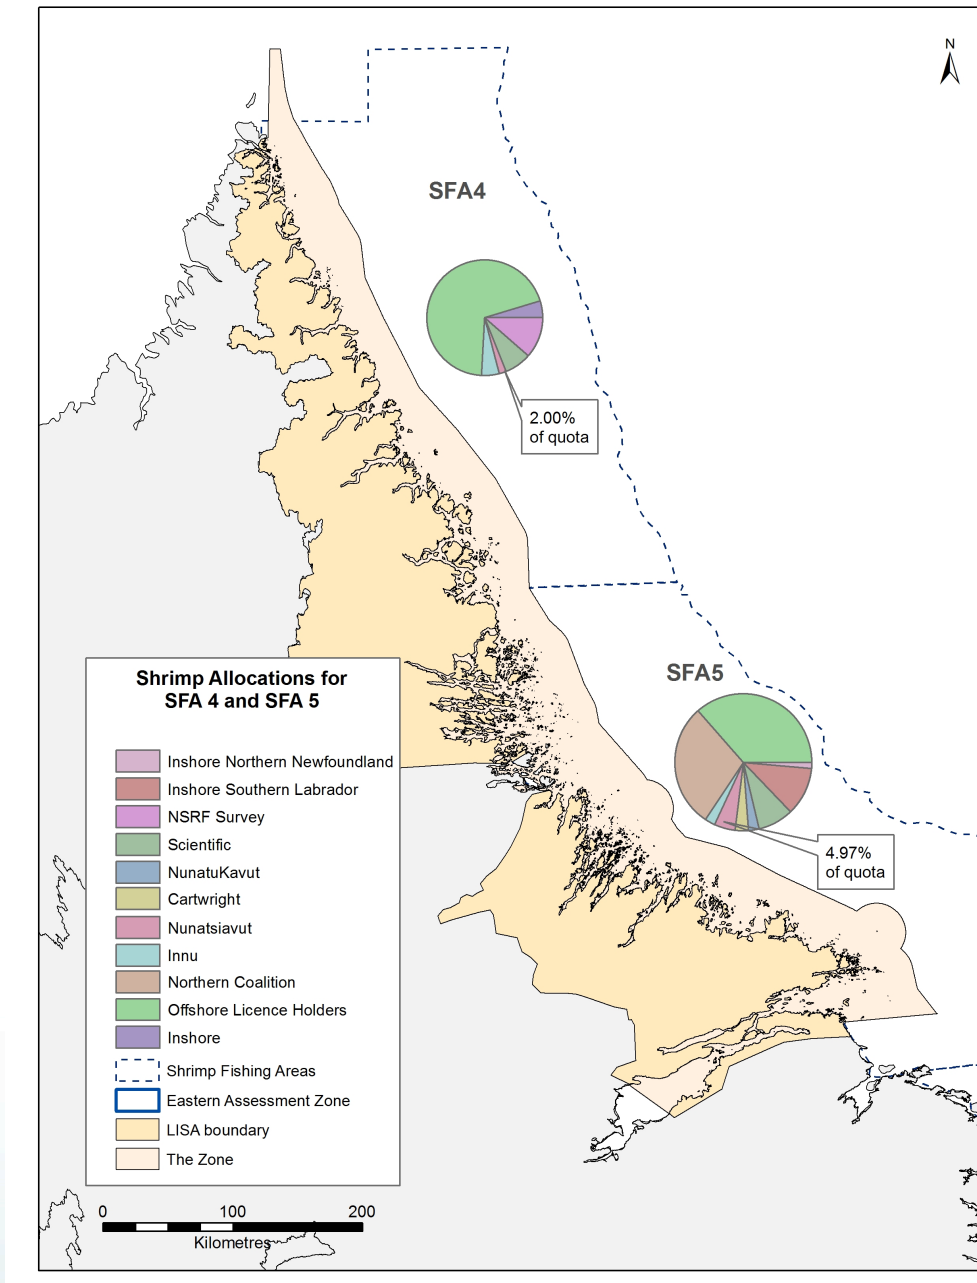 N
SFA4
2.00%
of quota
SFA5
4.97%
of quota
Shrimp Allocations for
SFA 4 and SFA 5
Inshore Northern Newfoundland
Inshore Southern Labrador
NSRF Survey
Scientific
NunatuKavut
Cartwright
Nunatsiavut
Innu
Northern Coalition
Offshore Licence Holders
Inshore
Shrimp Fishing Areas
Eastern Assessment Zone
LISA boundary
The Zone
0 100 200
Kilometres